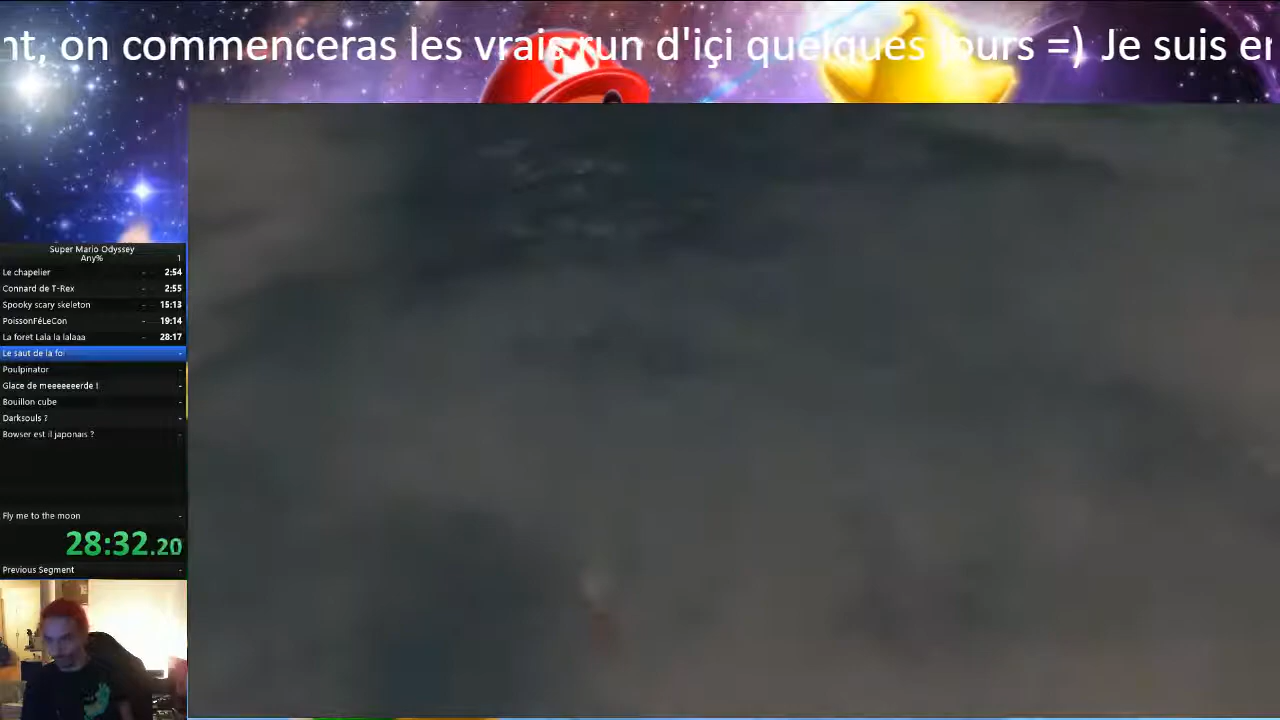 nt, on commenceras les vrais run d'içi quelques jours =) Je suis er
Super Mario Odyssey
Any% 1
Le chapelier - 2:54
Connard de T-Rex - 2:55
Spooky scary skeleton - 15:13
PoissonFéLeCon - 19:14
La foret Lala la lalaaa - 28:17
Le saut de la foi -
Poulpinator -
Glace de meeeeeeerde ! -
Bouillon cube -
Darksouls ? -
Bowser est il japonais ? -
Fly me to the moon -
28:32.20
Previous Segment -